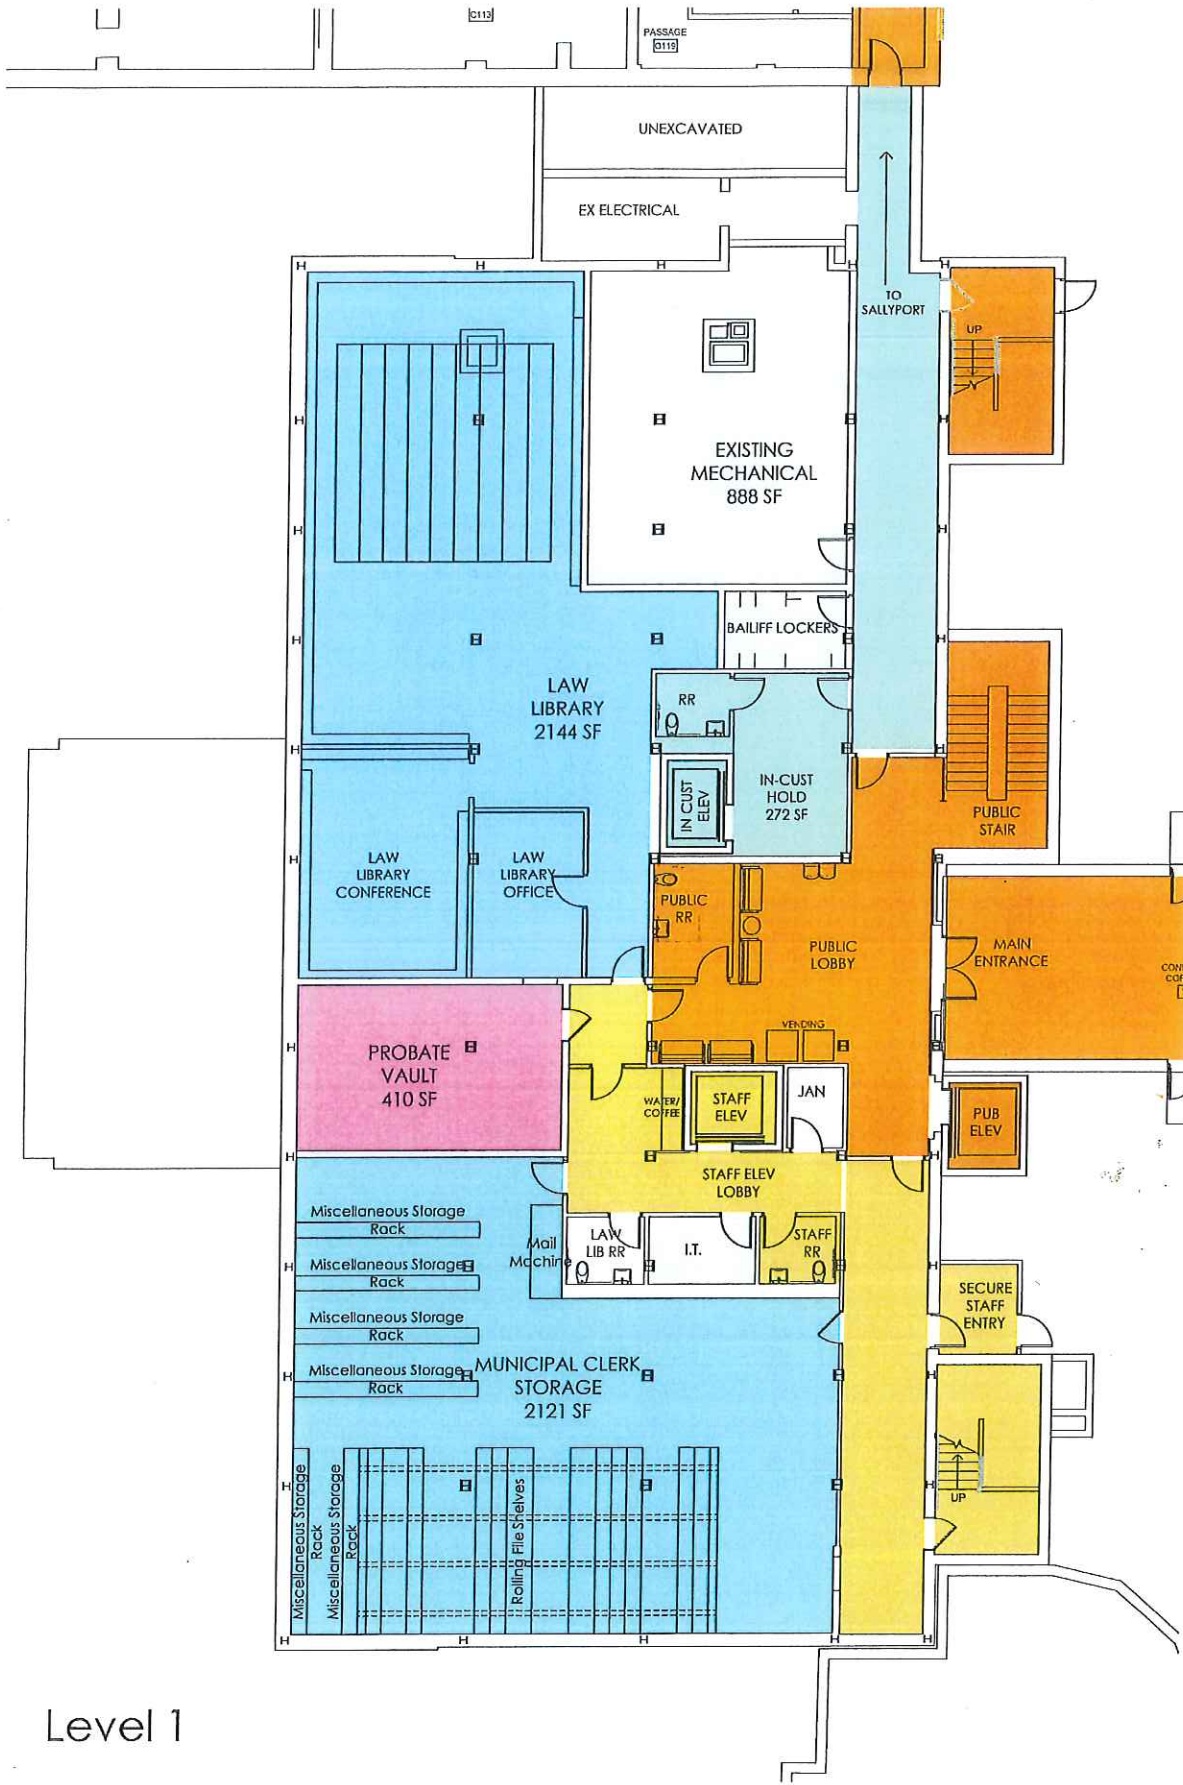 C113
PASSAGE
G119
UNEXCAVATED
EX ELECTRICAL
TO
SALLYPORT
UP
EXISTING
MECHANICAL
888 SF
BAILIFF LOCKERS
LAW
LIBRARY
2144 SF
RR
IN CUST
ELEV
IN-CUST
HOLD
272 SF
PUBLIC
STAIR
LAW
LIBRARY
CONFERENCE
LAW
LIBRARY
OFFICE
PUBLIC
RR
PUBLIC
LOBBY
MAIN
ENTRANCE
VENDING
PROBATE
VAULT
410 SF
WATER/
COFFEE
STAFF
ELEV
JAN
PUB
ELEV
STAFF ELEV
LOBBY
Miscellaneous Storage
Rack
Mail
Machine
LAW
LIB RR
I.T.
STAFF
RR
Miscellaneous Storage
Rack
SECURE
STAFF
ENTRY
Miscellaneous Storage
Rack
Miscellaneous Storage
Rack
MUNICIPAL CLERK
STORAGE
2121 SF
Miscellaneous Storage
Rack
Miscellaneous Storage
Rack
Rolling File Shelves
UP
Level 1